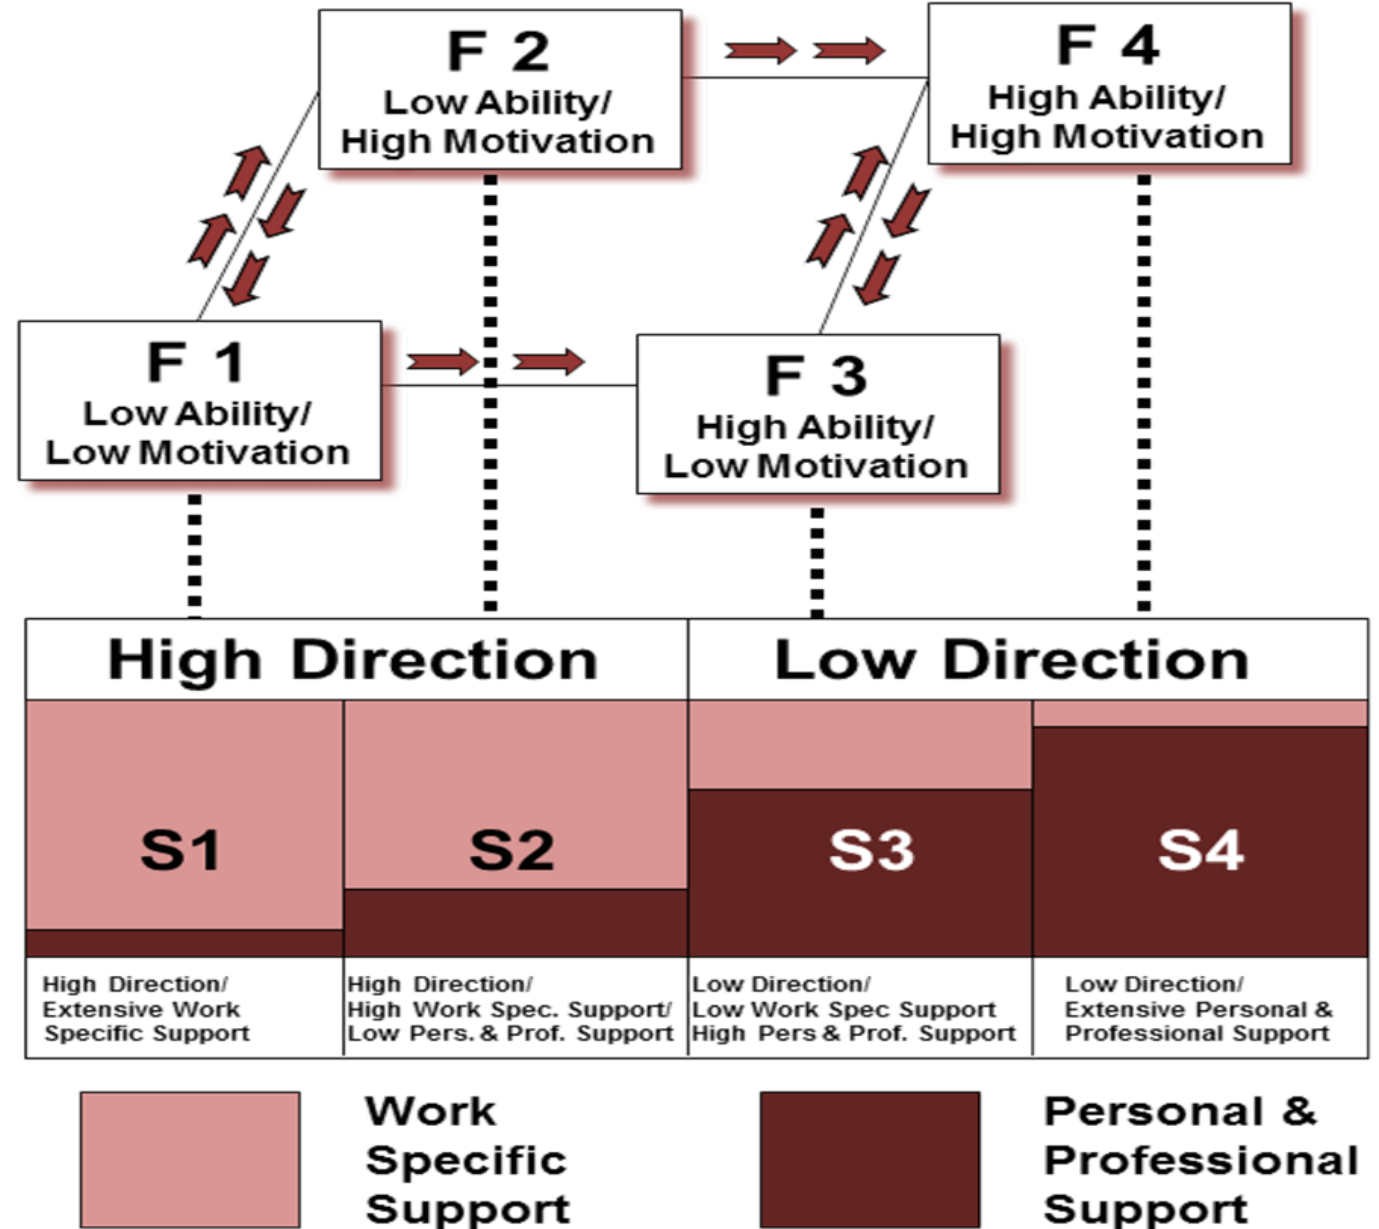 F 2
Low Ability/
High Motivation
F 4
High Ability/
High Motivation
F 1
Low Ability/
Low Motivation
F 3
High Ability/
Low Motivation
High Direction
Low Direction
S1
S2
S3
S4
High Direction/
Extensive Work
Specific Support
High Direction/
High Work Spec. Support/
Low Pers. & Prof. Support
Low Direction/
Low Work Spec Support
High Pers & Prof. Support
Low Direction/
Extensive Personal &
Professional Support
Work
Specific
Support
Personal &
Professional
Support